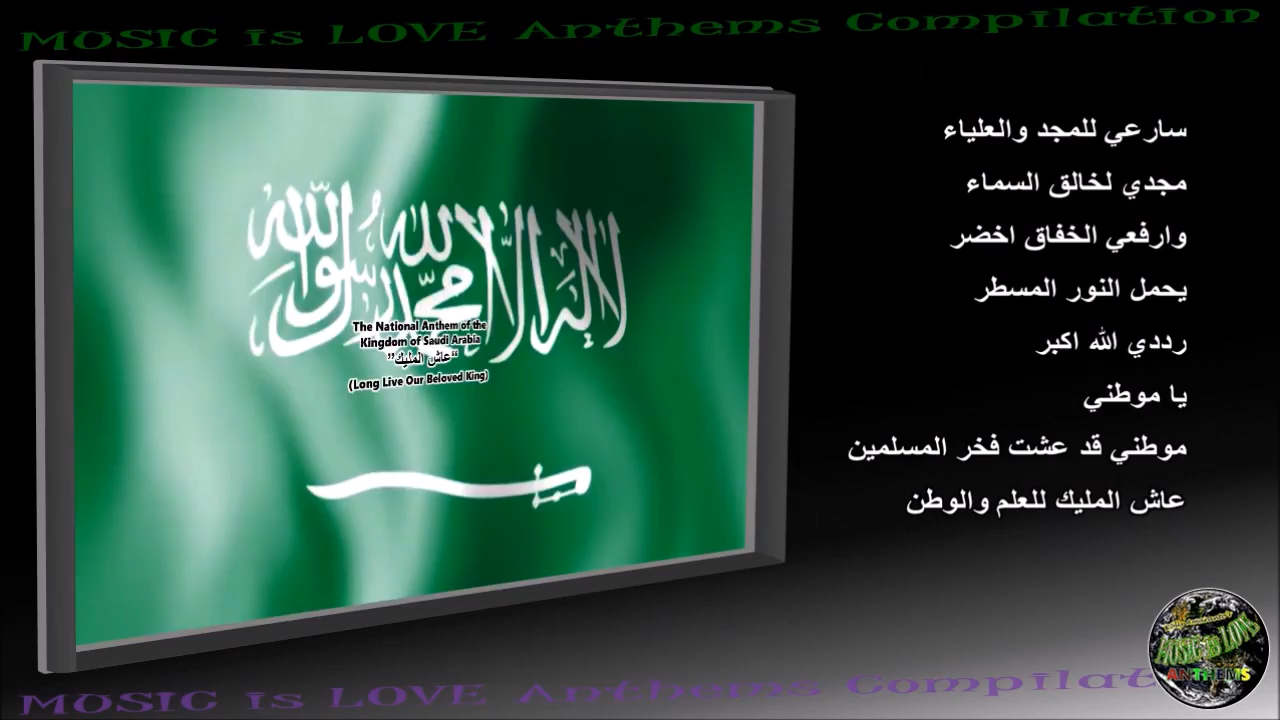 MUSIC is LOVE Anthems Compilation
لا إله إلا الله محمد رسول الله
The National Anthem of the
Kingdom of Saudi Arabia
“عاش المليك”
(Long Live Our Beloved King)
سارعي للمجد والعلياء
مجدي لخالق السماء
وارفعي الخفاق اخضر
يحمل النور المسطر
رددي الله اكبر
يا موطني
موطني قد عشت فخر المسلمين
عاش المليك للعلم والوطن
MUSIC is LOVE
ANTHEMS
MUSIC is LOVE Anthems Compilat